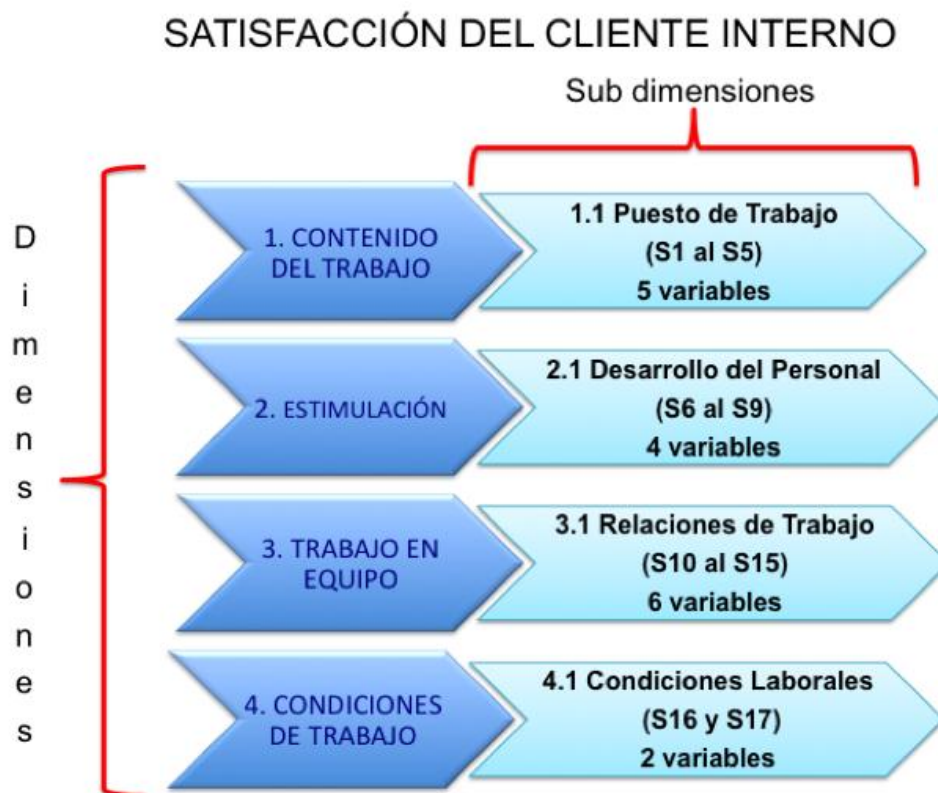 SATISFACCIÓN DEL CLIENTE INTERNO
Sub dimensiones
Dimensiones
1. CONTENIDO
DEL TRABAJO
1.1 Puesto de Trabajo
(S1 al S5)
5 variables
2. ESTIMULACIÓN
2.1 Desarrollo del Personal
(S6 al S9)
4 variables
3. TRABAJO EN
EQUIPO
3.1 Relaciones de Trabajo
(S10 al S15)
6 variables
4. CONDICIONES
DE TRABAJO
4.1 Condiciones Laborales
(S16 y S17)
2 variables